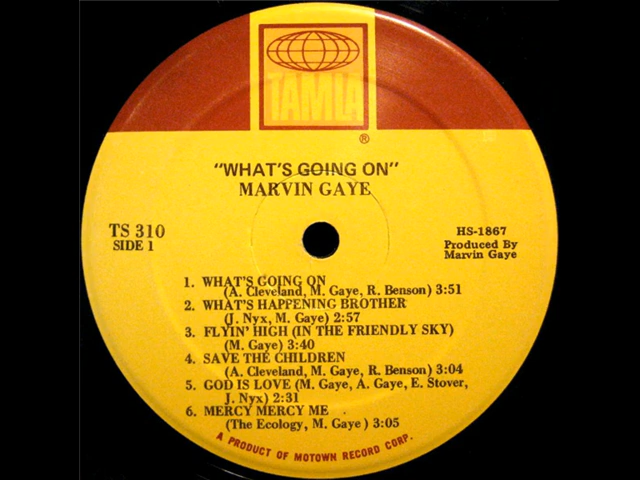 TAMLA
®
"WHAT'S GOING ON"
MARVIN GAYE
TS 310
SIDE 1
HS-1867
Produced By
Marvin Gaye
1. WHAT'S GOING ON
(A. Cleveland, M. Gaye, R. Benson) 3:51
2. WHAT'S HAPPENING BROTHER
(J. Nyx, M. Gaye) 2:57
3. FLYIN' HIGH (IN THE FRIENDLY SKY)
(M. Gaye) 3:40
4. SAVE THE CHILDREN
(A. Cleveland, M. Gaye, R. Benson) 3:04
5. GOD IS LOVE (M. Gaye, A. Gaye, E. Stover,
J. Nyx) 2:31
6. MERCY MERCY ME
(The Ecology, M. Gaye ) 3:05
A PRODUCT OF MOTOWN RECORD CORP.